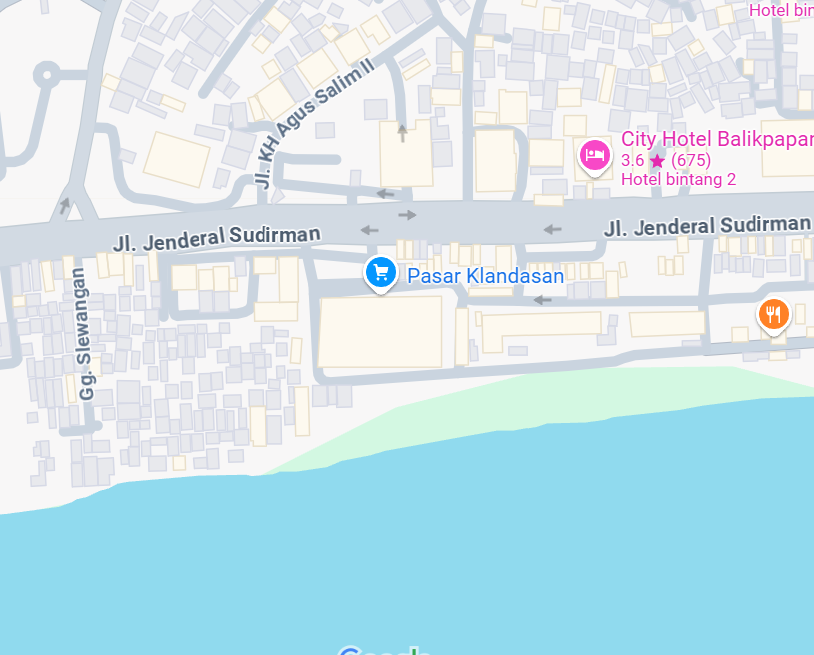 Hotel bin
Jl. KH Agus Salim II
City Hotel Balikpapan
3.6 ★ (675)
Hotel bintang 2
Jl. Jenderal Sudirman
Jl. Jenderal Sudirman
Pasar Klandasan
Gg. Slewangan
Google